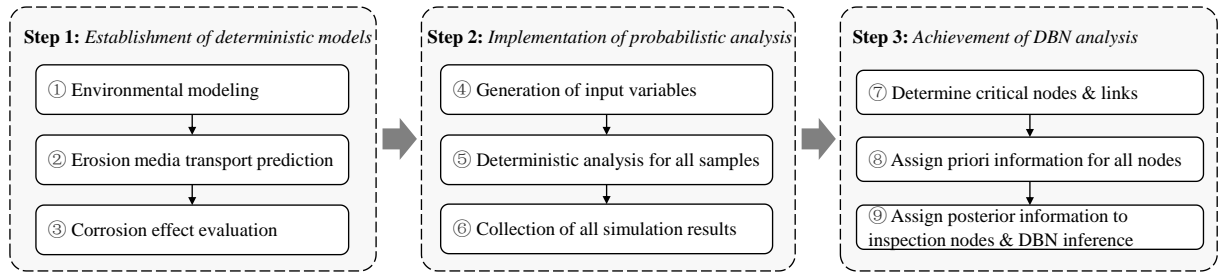 Step 1: Establishment of deterministic models
① Environmental modeling
② Erosion media transport prediction
③ Corrosion effect evaluation
Step 2: Implementation of probabilistic analysis
④ Generation of input variables
⑤ Deterministic analysis for all samples
⑥ Collection of all simulation results
Step 3: Achievement of DBN analysis
⑦ Determine critical nodes & links
⑧ Assign priori information for all nodes
⑨ Assign posterior information to
inspection nodes & DBN inference